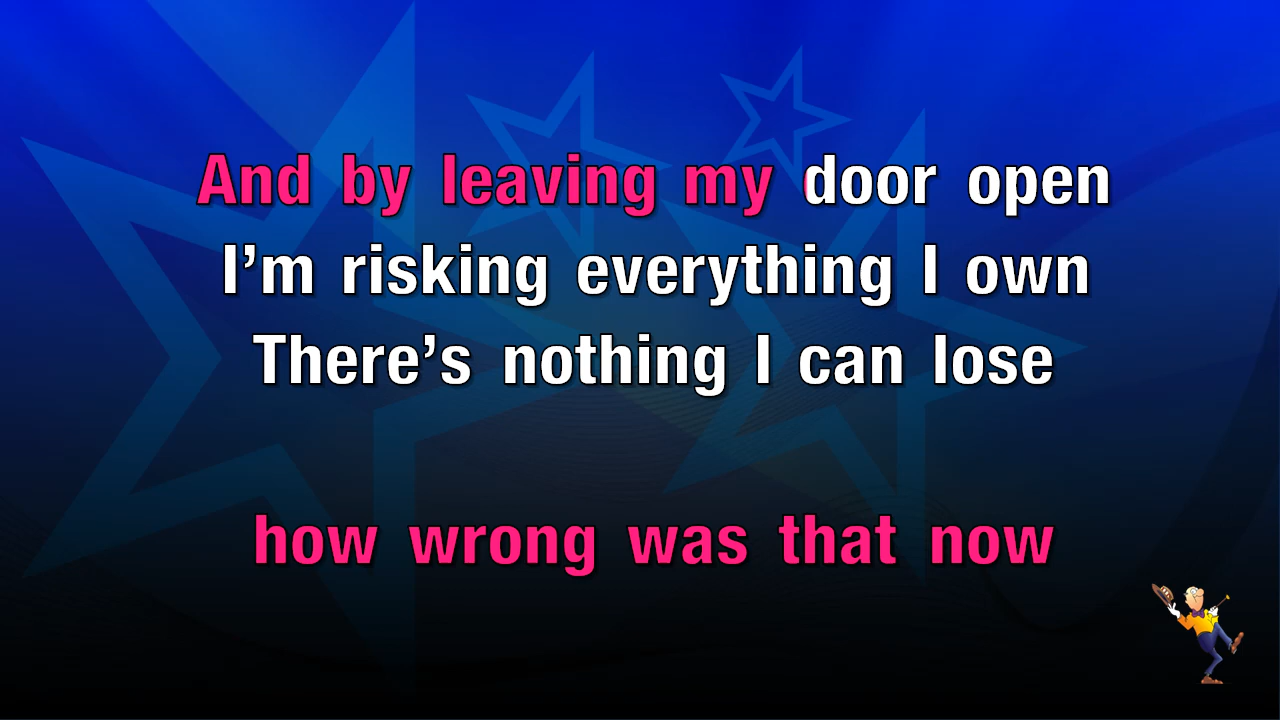 And by leaving my door open
I’m risking everything I own
There’s nothing I can lose
how wrong was that now